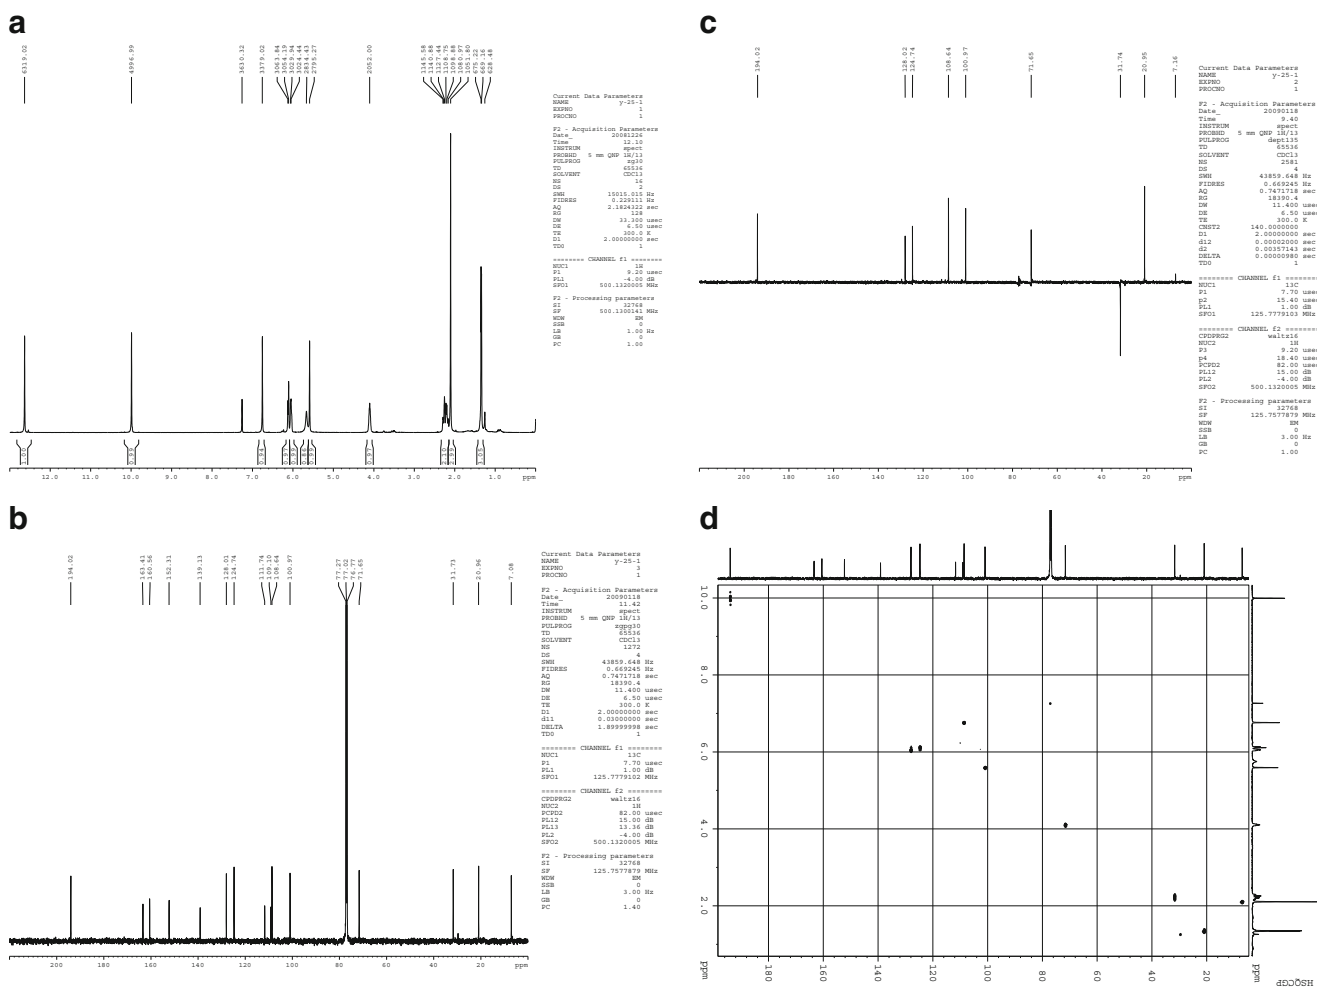 a
6319.02
4996.99
3630.32
3379.02
3063.84
3054.19
3029.94
3024.44
2834.43
2795.27
2052.00
1145.58
1140.88
1127.44
1108.75
1098.88
1080.97
1051.80
675.22
669.16
628.48
Current Data Parameters
NAME y-25-1
EXPNO 1
PROCNO 1
F2 - Acquisition Parameters
Date_ 20081226
Time 12.10
INSTRUM spect
PROBHD 5 mm QNP 1H/13
PULPROG zg30
TD 65536
SOLVENT CDCl3
NS 16
DS 2
SWH 15015.015 Hz
FIDRES 0.229111 Hz
AQ 2.1824322 sec
RG 128
DW 33.300 usec
DE 6.50 usec
TE 300.0 K
D1 2.00000000 sec
TD0 1
======== CHANNEL f1 ========
NUC1 1H
P1 9.20 usec
PL1 -4.00 dB
SFO1 500.1320005 MHz
F2 - Processing parameters
SI 32768
SF 500.1300141 MHz
WDW EM
SSB 0
LB 1.00 Hz
GB 0
PC 1.00
1.00
0.99
0.94
0.97
0.99
0.86
0.99
0.97
2.10
2.99
3.05
12.0 11.0 10.0 9.0 8.0 7.0 6.0 5.0 4.0 3.0 2.0 1.0 ppm
b
194.02
163.41
160.56
152.31
139.13
128.01
124.74
111.74
109.10
108.64
100.97
77.27
77.02
76.77
71.65
31.73
20.96
7.08
Current Data Parameters
NAME y-25-1
EXPNO 3
PROCNO 1
F2 - Acquisition Parameters
Date_ 20090118
Time 11.42
INSTRUM spect
PROBHD 5 mm QNP 1H/13
PULPROG zgpg30
TD 65536
SOLVENT CDCl3
NS 1272
DS 4
SWH 43859.648 Hz
FIDRES 0.669245 Hz
AQ 0.7471718 sec
RG 18390.4
DW 11.400 usec
DE 6.50 usec
TE 300.0 K
D1 2.00000000 sec
d11 0.03000000 sec
DELTA 1.89999998 sec
TD0 1
======== CHANNEL f1 ========
NUC1 13C
P1 7.70 usec
PL1 1.00 dB
SFO1 125.7779102 MHz
======== CHANNEL f2 ========
CPDPRG2 waltz16
NUC2 1H
PCPD2 82.00 usec
PL12 15.00 dB
PL13 13.36 dB
PL2 -4.00 dB
SFO2 500.1320005 MHz
F2 - Processing parameters
SI 32768
SF 125.7577879 MHz
WDW EM
SSB 0
LB 3.00 Hz
GB 0
PC 1.40
200 180 160 140 120 100 80 60 40 20 ppm
c
194.02
128.02
124.74
108.64
100.97
71.65
31.74
20.95
7.16
Current Data Parameters
NAME y-25-1
EXPNO 2
PROCNO 1
F2 - Acquisition Parameters
Date_ 20090118
Time 9.40
INSTRUM spect
PROBHD 5 mm QNP 1H/13
PULPROG dept135
TD 65536
SOLVENT CDCl3
NS 2581
DS 4
SWH 43859.648 Hz
FIDRES 0.669245 Hz
AQ 0.7471718 sec
RG 18390.4
DW 11.400 usec
DE 6.50 usec
TE 300.0 K
CNST2 140.0000000
D1 2.00000000 sec
d12 0.00002000 sec
d2 0.00357143 sec
DELTA 0.00000980 sec
TD0 1
======== CHANNEL f1 ========
NUC1 13C
P1 7.70 usec
p2 15.40 usec
PL1 1.00 dB
SFO1 125.7779103 MHz
======== CHANNEL f2 ========
CPDPRG2 waltz16
NUC2 1H
P3 9.20 usec
p4 18.40 usec
PCPD2 82.00 usec
PL12 15.00 dB
PL2 -4.00 dB
SFO2 500.1320005 MHz
F2 - Processing parameters
SI 32768
SF 125.7577879 MHz
WDW EM
SSB 0
LB 3.00 Hz
GB 0
PC 1.00
200 180 160 140 120 100 80 60 40 20 ppm
d
10.0
8.0
6.0
4.0
2.0
ppm
180 160 140 120 100 80 60 40 20 ppm
HSQCGP